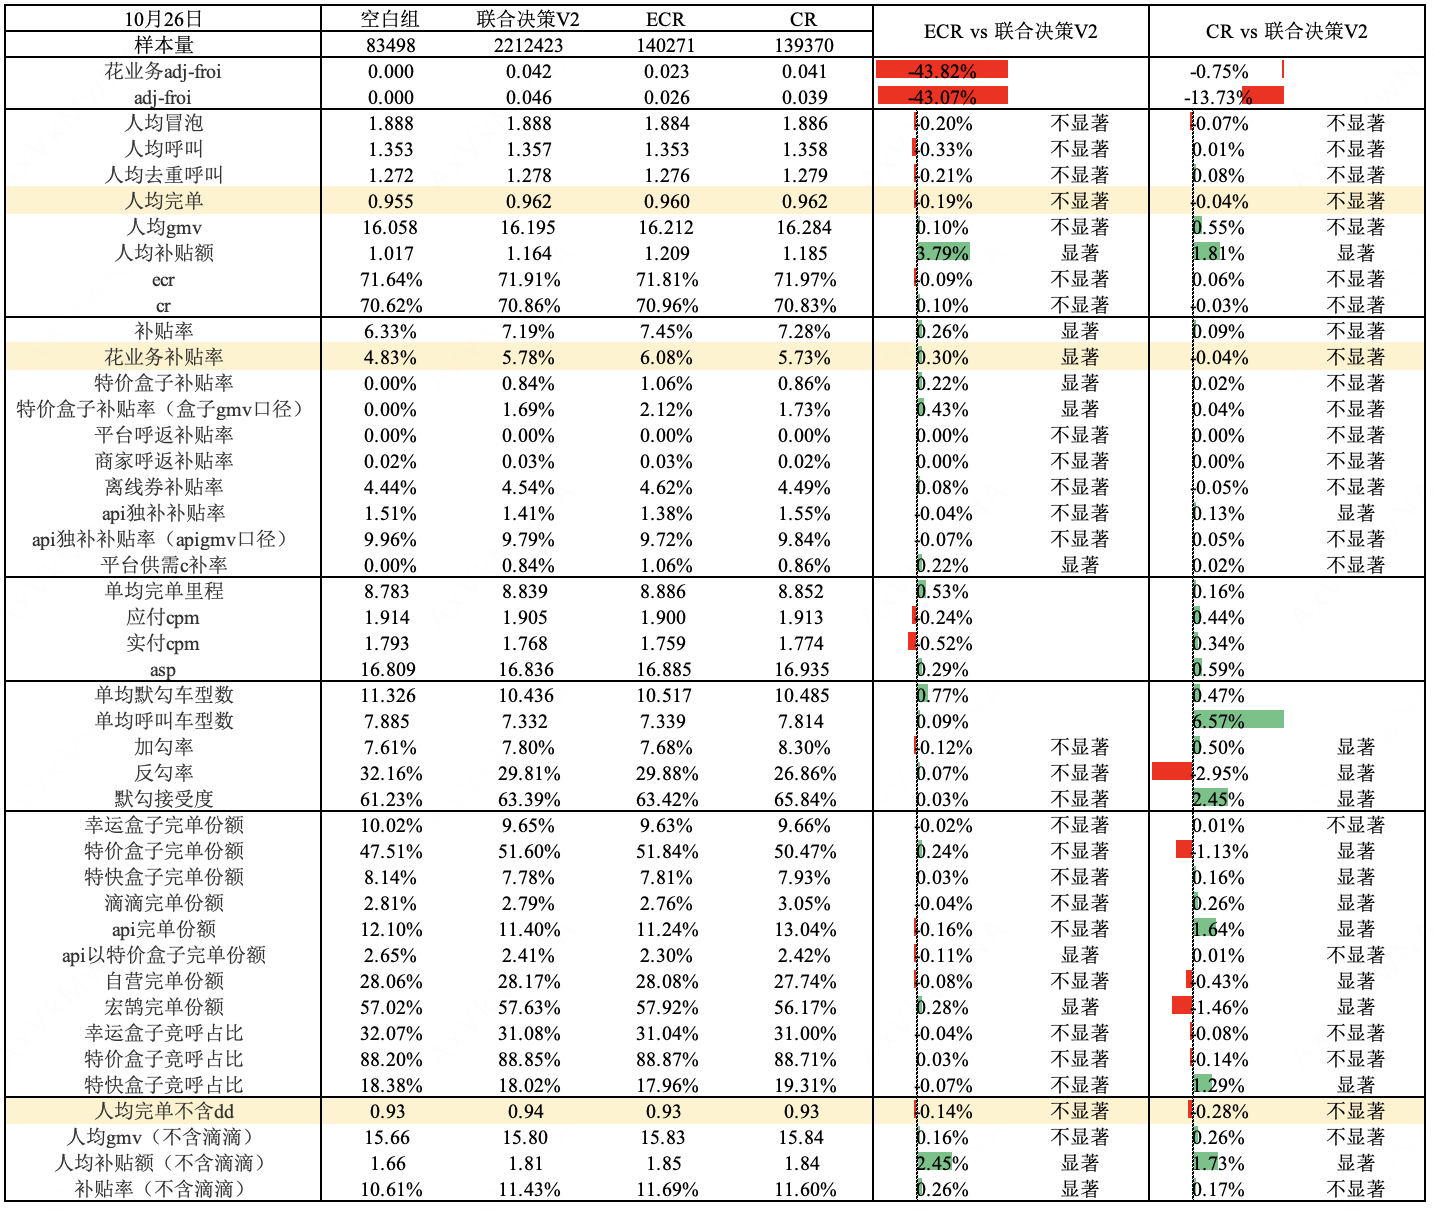 10月26日 空白组 联合决策V2 ECR CR ECR vs 联合决策V2 CR vs 联合决策V2
样本量 83498 2212423 140271 139370
花业务adj-froi 0.000 0.042 0.023 0.041 -43.82% -0.75%
adj-froi 0.000 0.046 0.026 0.039 -43.07% -13.73%
人均冒泡 1.888 1.888 1.884 1.886 -0.20% 不显著 -0.07% 不显著
人均呼叫 1.353 1.357 1.353 1.358 -0.33% 不显著 0.01% 不显著
人均去重呼叫 1.272 1.278 1.276 1.279 -0.21% 不显著 0.08% 不显著
人均完单 0.955 0.962 0.960 0.962 -0.19% 不显著 -0.04% 不显著
人均gmv 16.058 16.195 16.212 16.284 0.10% 不显著 0.55% 不显著
人均补贴额 1.017 1.164 1.209 1.185 3.79% 显著 1.81% 显著
ecr 71.64% 71.91% 71.81% 71.97% -0.09% 不显著 0.06% 不显著
cr 70.62% 70.86% 70.96% 70.83% 0.10% 不显著 -0.03% 不显著
补贴率 6.33% 7.19% 7.45% 7.28% 0.26% 显著 0.09% 不显著
花业务补贴率 4.83% 5.78% 6.08% 5.73% 0.30% 显著 -0.04% 不显著
特价盒子补贴率 0.00% 0.84% 1.06% 0.86% 0.22% 显著 0.02% 不显著
特价盒子补贴率（盒子gmv口径） 0.00% 1.69% 2.12% 1.73% 0.43% 显著 0.04% 不显著
平台呼返补贴率 0.00% 0.00% 0.00% 0.00% 0.00% 不显著 0.00% 不显著
商家呼返补贴率 0.02% 0.03% 0.03% 0.02% 0.00% 不显著 0.00% 不显著
离线券补贴率 4.44% 4.54% 4.62% 4.49% 0.08% 不显著 -0.05% 不显著
api独补补贴率 1.51% 1.41% 1.38% 1.55% -0.04% 不显著 0.13% 显著
api独补补贴率（apigmv口径） 9.96% 9.79% 9.72% 9.84% -0.07% 不显著 0.05% 不显著
平台供需c补率 0.00% 0.84% 1.06% 0.86% 0.22% 显著 0.02% 不显著
单均完单里程 8.783 8.839 8.886 8.852 0.53% 0.16%
应付cpm 1.914 1.905 1.900 1.913 -0.24% 0.44%
实付cpm 1.793 1.768 1.759 1.774 -0.52% 0.34%
asp 16.809 16.836 16.885 16.935 0.29% 0.59%
单均默勾车型数 11.326 10.436 10.517 10.485 0.77% 0.47%
单均呼叫车型数 7.885 7.332 7.339 7.814 0.09% 6.57%
加勾率 7.61% 7.80% 7.68% 8.30% -0.12% 不显著 0.50% 显著
反勾率 32.16% 29.81% 29.88% 26.86% 0.07% 不显著 -2.95% 显著
默勾接受度 61.23% 63.39% 63.42% 65.84% 0.03% 不显著 2.45% 显著
幸运盒子完单份额 10.02% 9.65% 9.63% 9.66% -0.02% 不显著 0.01% 不显著
特价盒子完单份额 47.51% 51.60% 51.84% 50.47% 0.24% 不显著 -1.13% 显著
特快盒子完单份额 8.14% 7.78% 7.81% 7.93% 0.03% 不显著 0.16% 显著
滴滴完单份额 2.81% 2.79% 2.76% 3.05% -0.04% 不显著 0.26% 显著
api完单份额 12.10% 11.40% 11.24% 13.04% -0.16% 不显著 1.64% 显著
api以特价盒子完单份额 2.65% 2.41% 2.30% 2.42% -0.11% 显著 0.01% 不显著
自营完单份额 28.06% 28.17% 28.08% 27.74% -0.08% 不显著 -0.43% 显著
宏鹄完单份额 57.02% 57.63% 57.92% 56.17% 0.28% 显著 -1.46% 显著
幸运盒子竞呼占比 32.07% 31.08% 31.04% 31.00% -0.04% 不显著 -0.08% 不显著
特价盒子竞呼占比 88.20% 88.85% 88.87% 88.71% 0.03% 不显著 -0.14% 不显著
特快盒子竞呼占比 18.38% 18.02% 17.96% 19.31% -0.07% 不显著 1.29% 显著
人均完单不含dd 0.93 0.94 0.93 0.93 -0.14% 不显著 -0.28% 不显著
人均gmv（不含滴滴） 15.66 15.80 15.83 15.84 0.16% 不显著 0.26% 不显著
人均补贴额（不含滴滴） 1.66 1.81 1.85 1.84 2.45% 显著 1.73% 显著
补贴率（不含滴滴） 10.61% 11.43% 11.69% 11.60% 0.26% 显著 0.17% 不显著